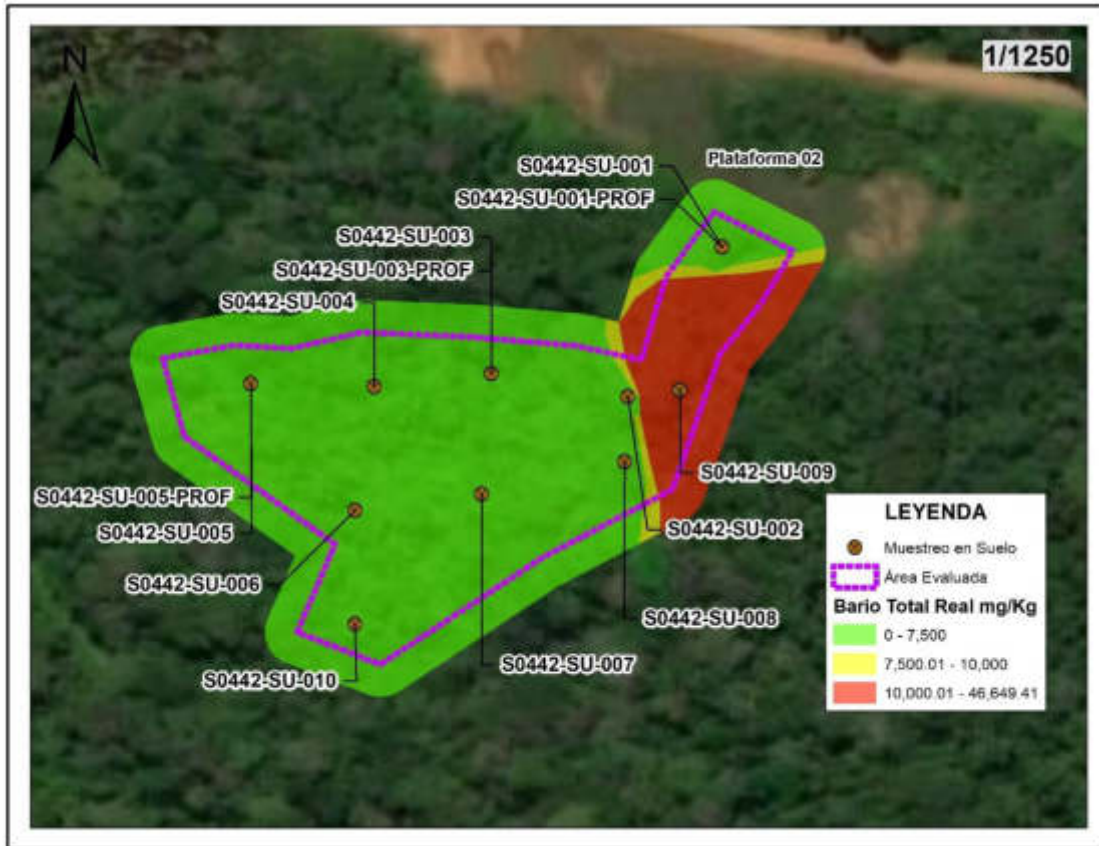 N
1/1250
S0442-SU-001
Plataforma 02
S0442-SU-001-PROF
S0442-SU-003
S0442-SU-003-PROF
S0442-SU-004
S0442-SU-009
S0442-SU-005-PROF
S0442-SU-005
S0442-SU-002
S0442-SU-006
S0442-SU-008
S0442-SU-007
S0442-SU-010
LEYENDA
Muestreo en Suelo
Área Evaluada
Bario Total Real mg/Kg
0 - 7,500
7,500.01 - 10,000
10,000.01 - 46,649.41